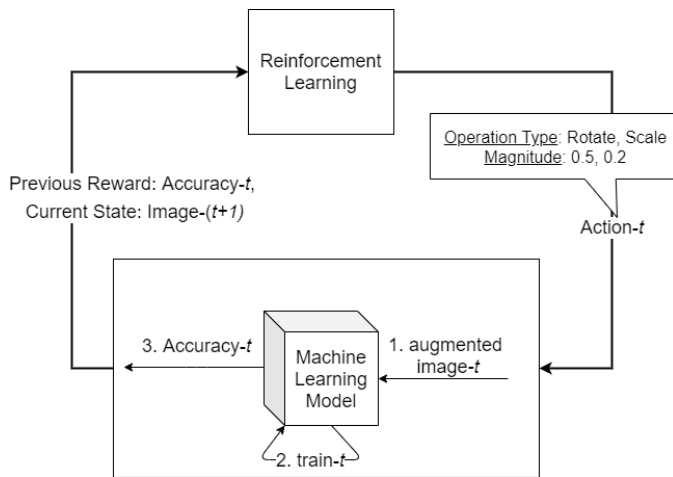 Reinforcement
Learning
Operation Type: Rotate, Scale
Magnitude: 0.5, 0.2
Previous Reward: Accuracy-t,
Current State: Image-(t+1)
Action-t
3. Accuracy-t
Machine
Learning
Model
1. augmented
image-t
2. train-t